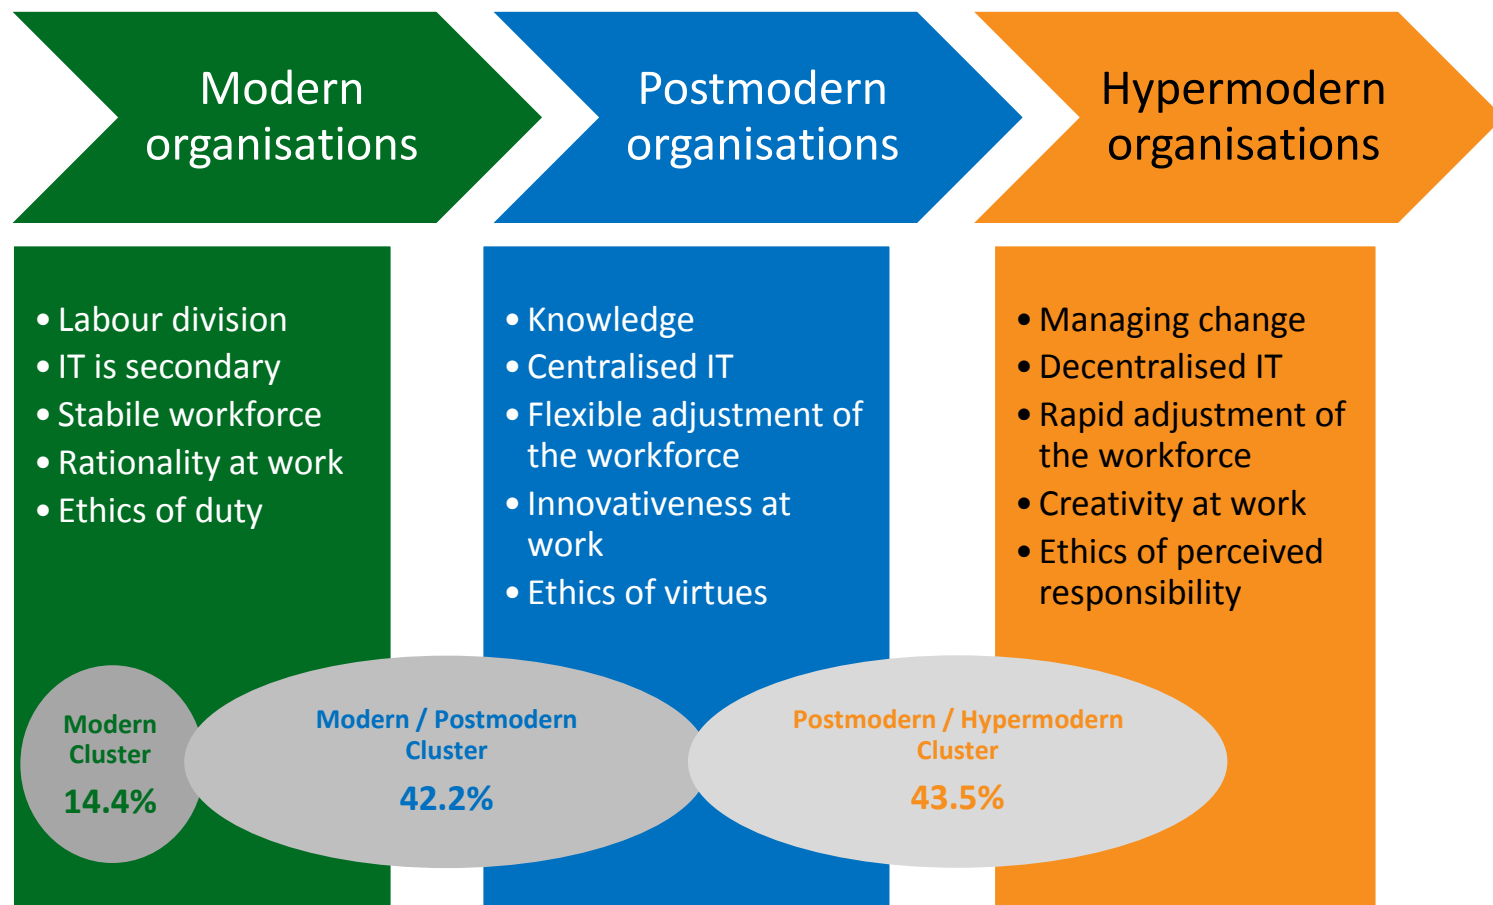 Modern
organisations
Postmodern
organisations
Hypermodern
organisations
• Labour division
• IT is secondary
• Stabile workforce
• Rationality at work
• Ethics of duty
• Knowledge
• Centralised IT
• Flexible adjustment of
the workforce
• Innovativeness at
work
• Ethics of virtues
• Managing change
• Decentralised IT
• Rapid adjustment of
the workforce
• Creativity at work
• Ethics of perceived
responsibility
Modern
Cluster
14.4%
Modern / Postmodern
Cluster
42.2%
Postmodern / Hypermodern
Cluster
43.5%